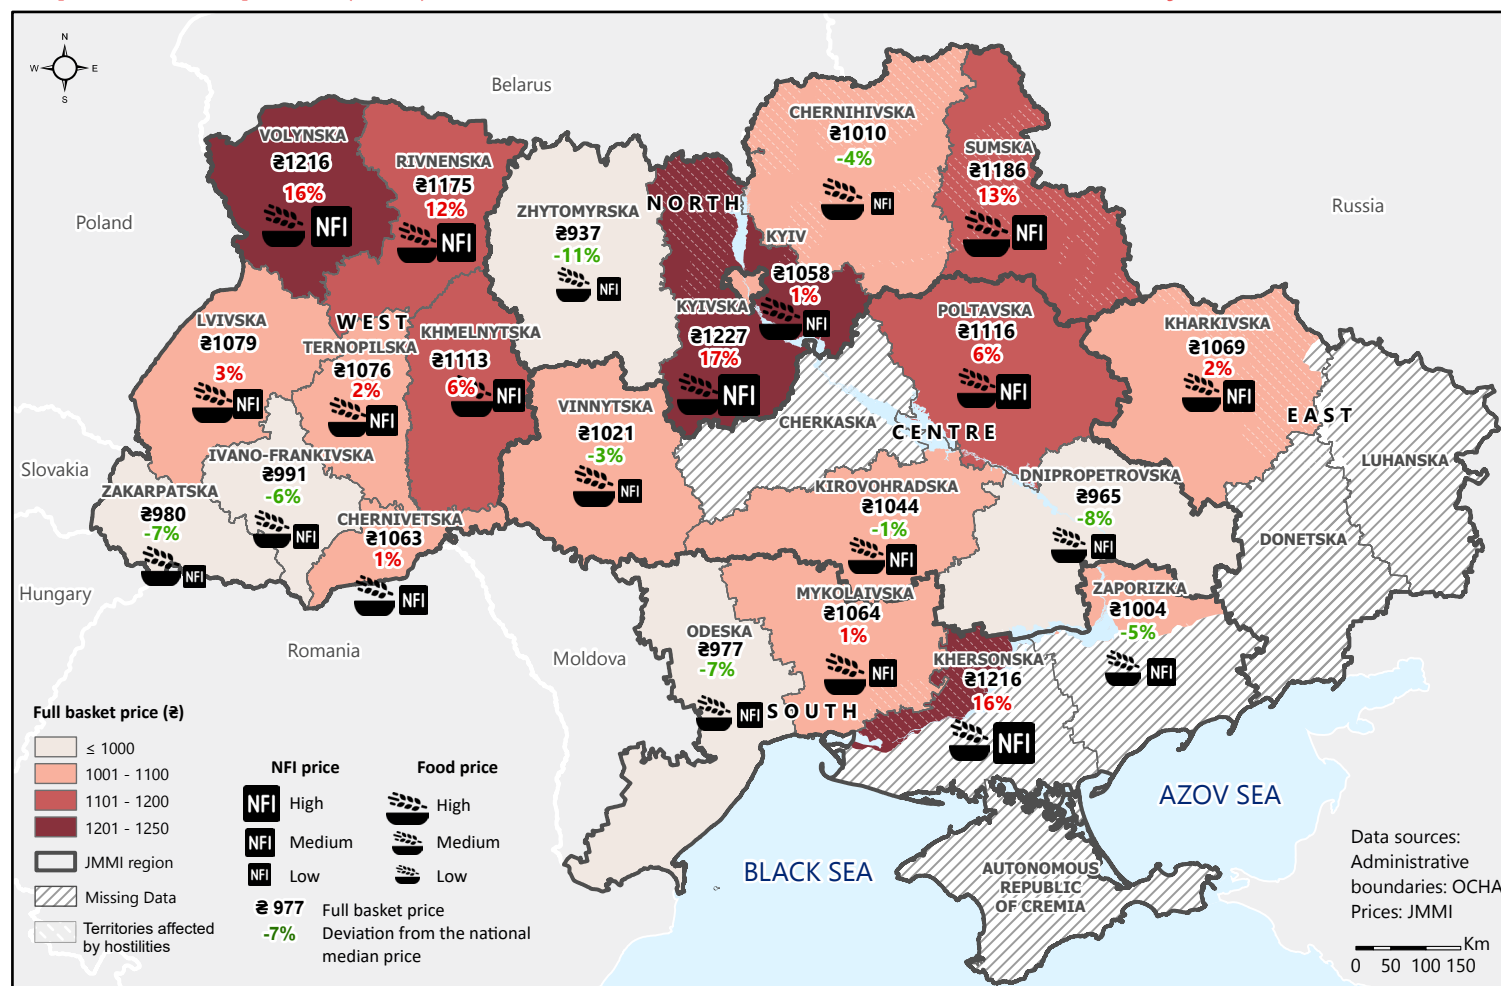 N
W
E
S
Belarus
Poland
Russia
Slovakia
Hungary
Romania
Moldova
VOLYNSKA
₴1216
16%
NFI
RIVNENSKA
₴1175
12%
NFI
ZHYTOMYRSKA
₴937
-11%
NFI
NORTH
CHERNIHIVSKA
₴1010
-4%
NFI
SUMSKA
₴1186
13%
NFI
KYIV
₴1058
1%
NFI
KYIVSKA
₴1227
17%
NFI
LVIVSKA
₴1079
3%
NFI
WEST
TERNOPILSKA
₴1076
2%
NFI
KHMELNYTSKA
₴1113
6%
NFI
POLTAVSKA
₴1116
6%
NFI
KHARKIVSKA
₴1069
2%
NFI
EAST
VINNYTSKA
₴1021
-3%
NFI
CHERKASKA
CENTRE
LUHANSKA
IVANO-FRANKIVSKA
₴991
-6%
NFI
ZAKARPATSKA
₴980
-7%
NFI
CHERNIVETSKA
₴1063
1%
NFI
KIROVOHRADSKA
₴1044
-1%
NFI
DNIPROPETROVSKA
₴965
-8%
NFI
DONETSKA
ZAPORIZKA
₴1004
-5%
NFI
MYKOLAIVSKA
₴1064
1%
NFI
ODESKA
₴977
-7%
NFI
SOUTH
KHERSONSKA
₴1216
16%
NFI
AZOV SEA
BLACK SEA
AUTONOMOUS
REPUBLIC
OF CREMIA
Full basket price (₴)
≤ 1000
1001 - 1100
1101 - 1200
1201 - 1250
JMMI region
Missing Data
Territories affected
by hostilities
NFI price
NFI High
NFI Medium
NFI Low
Food price
High
Medium
Low
₴ 977 Full basket price
-7% Deviation from the national
median price
Data sources:
Administrative
boundaries: OCHA
Prices: JMMI
Km
0 50 100 150